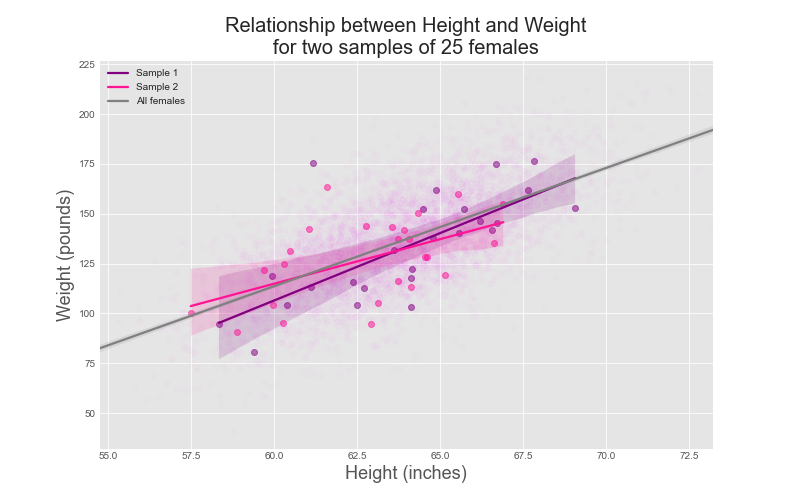 Relationship between Height and Weight
for two samples of 25 females
Sample 1
Sample 2
All females
225
200
175
150
125
100
75
50
Weight (pounds)
55.0 57.5 60.0 62.5 65.0 67.5 70.0 72.5
Height (inches)